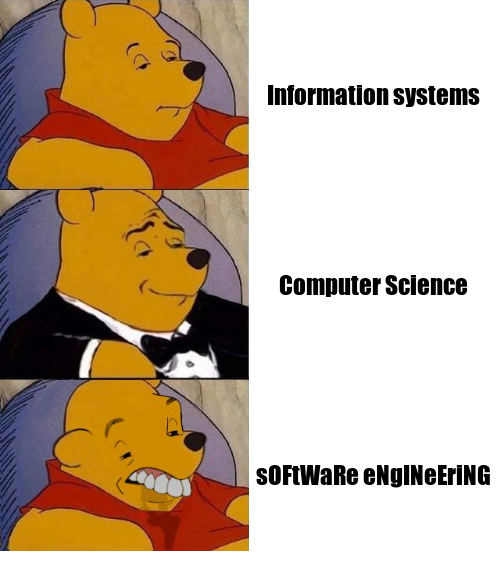 Information systems
Computer Science
sOFtWaRe eNgINeEriNG